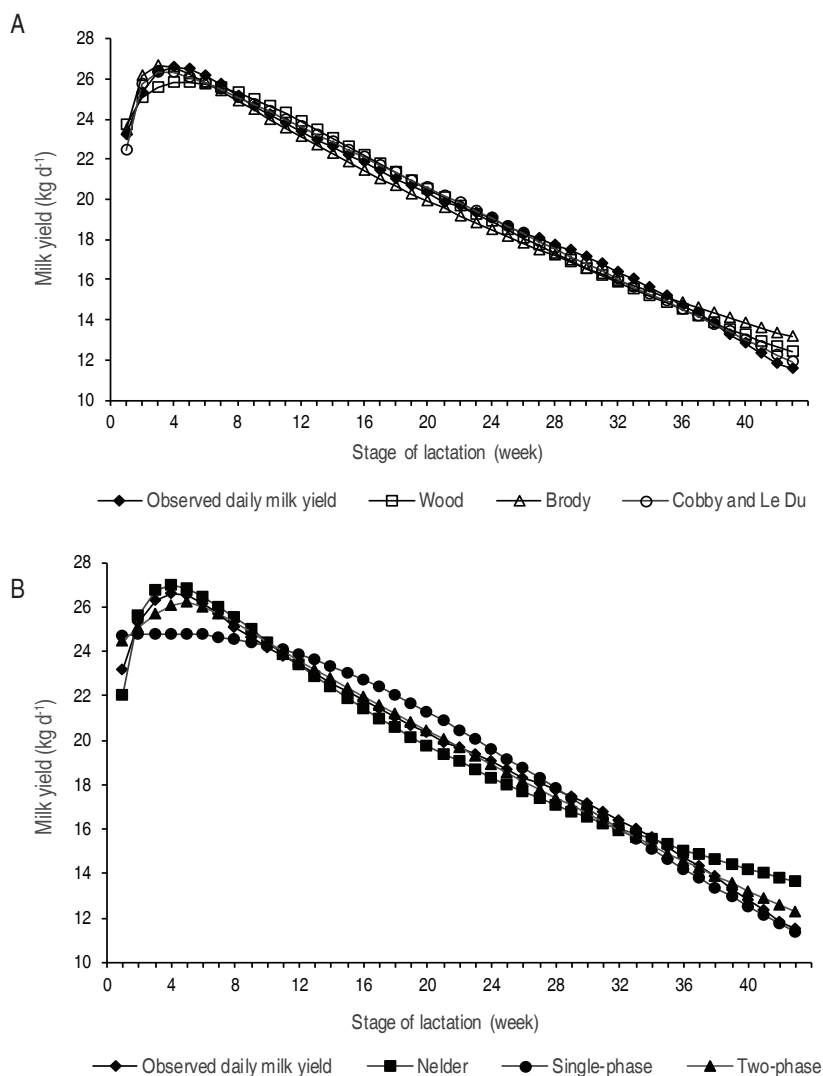 A
28
26
24
22
20
18
16
14
12
10
Milk yield (kg d⁻¹)
0 4 8 12 16 20 24 28 32 36 40
Stage of lactation (week)
Observed daily milk yield Wood Brody Cobby and Le Du
B
28
26
24
22
20
18
16
14
12
10
Milk yield (kg d⁻¹)
0 4 8 12 16 20 24 28 32 36 40
Stage of lactation (week)
Observed daily milk yield Nelder Single-phase Two-phase